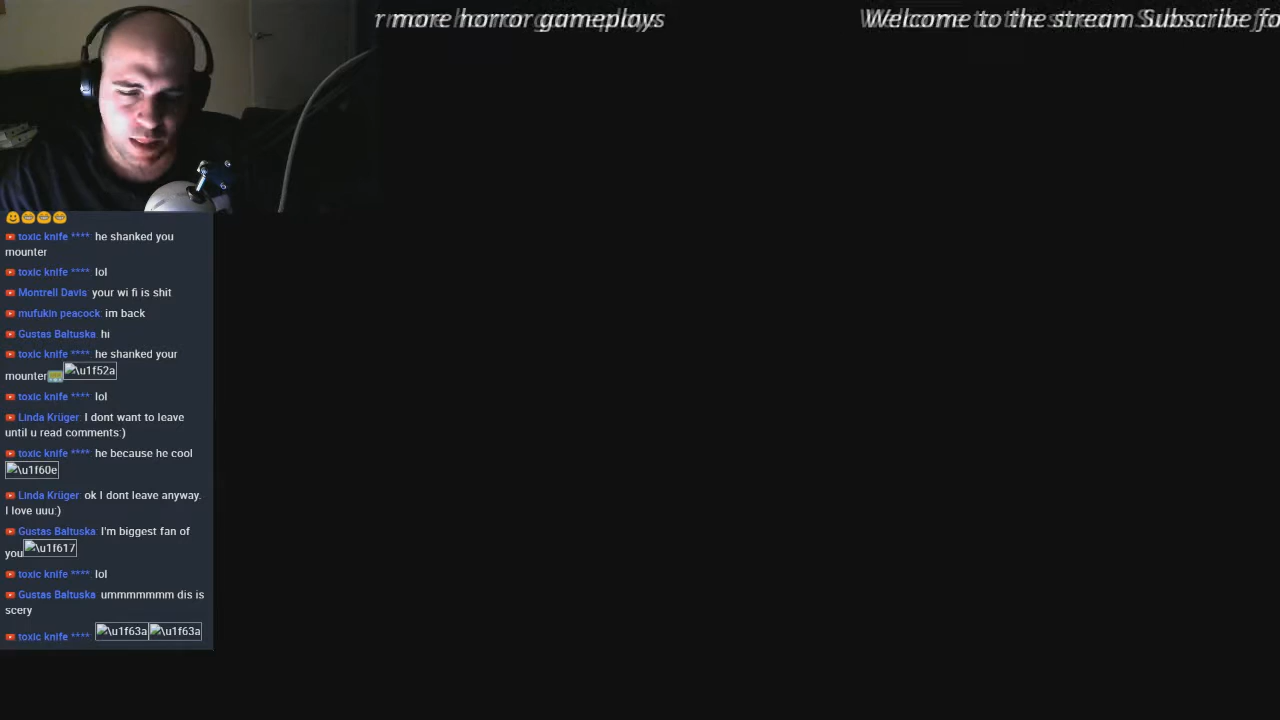 r more horror gameplays
Welcome to the stream Subscribe fo
toxic knife **** he shanked you
mounter
toxic knife **** lol
Montrell Davis your wi fi is shit
mufukin peacock im back
Gustas Baltuska hi
toxic knife **** he shanked your
mounter \u1f52a
toxic knife **** lol
Linda Krüger I dont want to leave
until u read comments:)
toxic knife **** he because he cool
\u1f60e
Linda Krüger ok I dont leave anyway.
I love uuu:)
Gustas Baltuska I'm biggest fan of
you \u1f617
toxic knife **** lol
Gustas Baltuska ummmmmmm dis is
scery
toxic knife **** \u1f63a \u1f63a